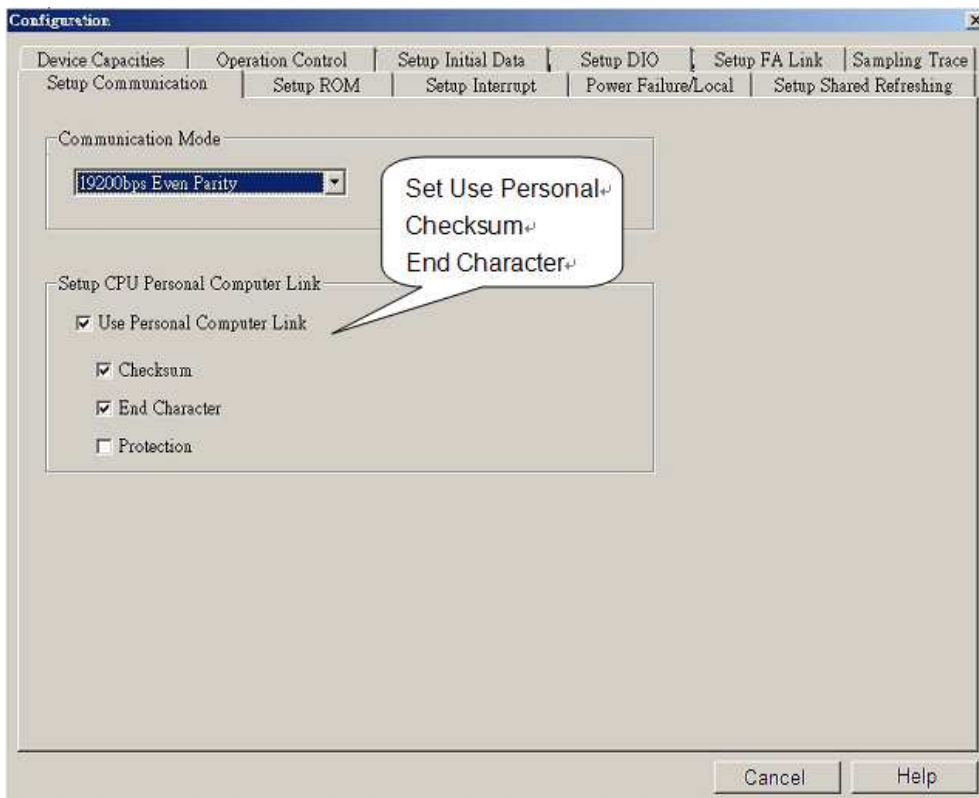 Configuration
Device Capacities Operation Control Setup Initial Data Setup DIO Setup FA Link Sampling Trace
Setup Communication Setup ROM Setup Interrupt Power Failure/Local Setup Shared Refreshing
Communication Mode
19200bps Even Parity
Set Use Personal
Checksum
End Character
Setup CPU Personal Computer Link
Use Personal Computer Link
Checksum
End Character
Protection
Cancel Help